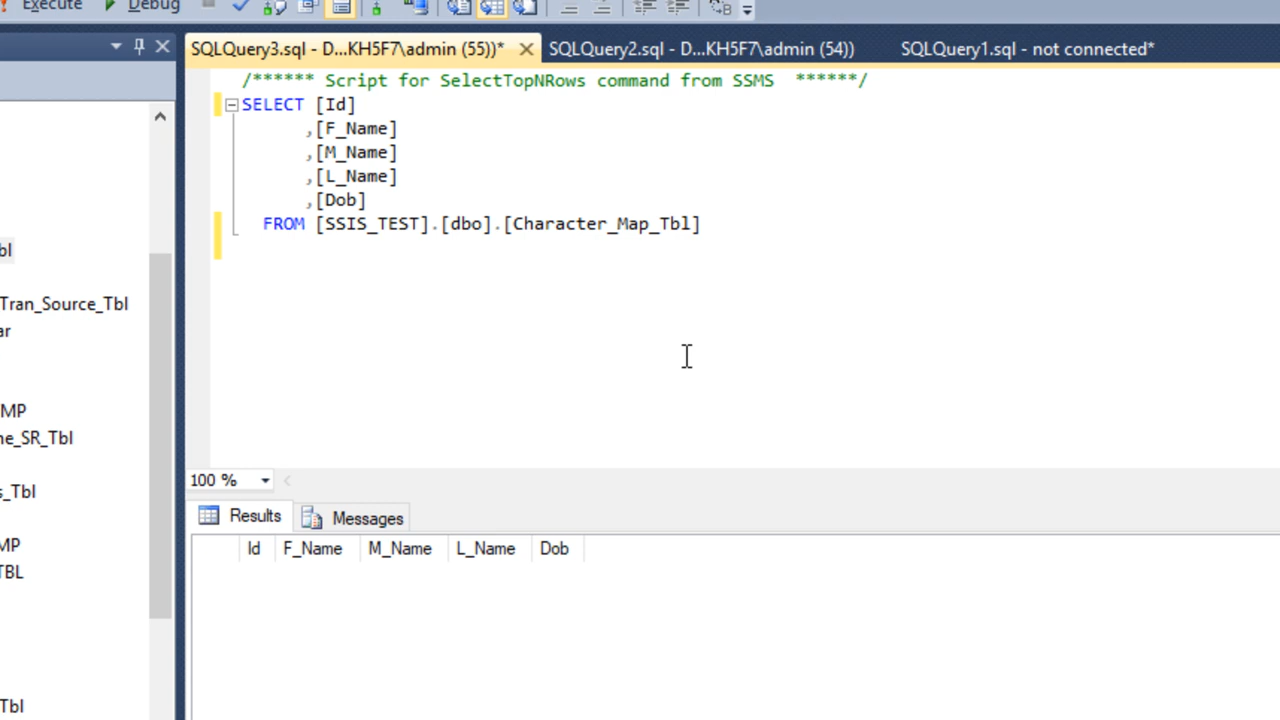 Execute Debug
SQLQuery3.sql - D...KH5F7\admin (55))* SQLQuery2.sql - D...KH5F7\admin (54)) SQLQuery1.sql - not connected*
/****** Script for SelectTopNRows command from SSMS ******/
SELECT [Id]
,[F_Name]
,[M_Name]
,[L_Name]
,[Dob]
FROM [SSIS_TEST].[dbo].[Character_Map_Tbl]
bl
Tran_Source_Tbl
ar
MP
ne_SR_Tbl
s_Tbl
MP
TBL
Tbl
100 %
Results Messages
Id F_Name M_Name L_Name Dob